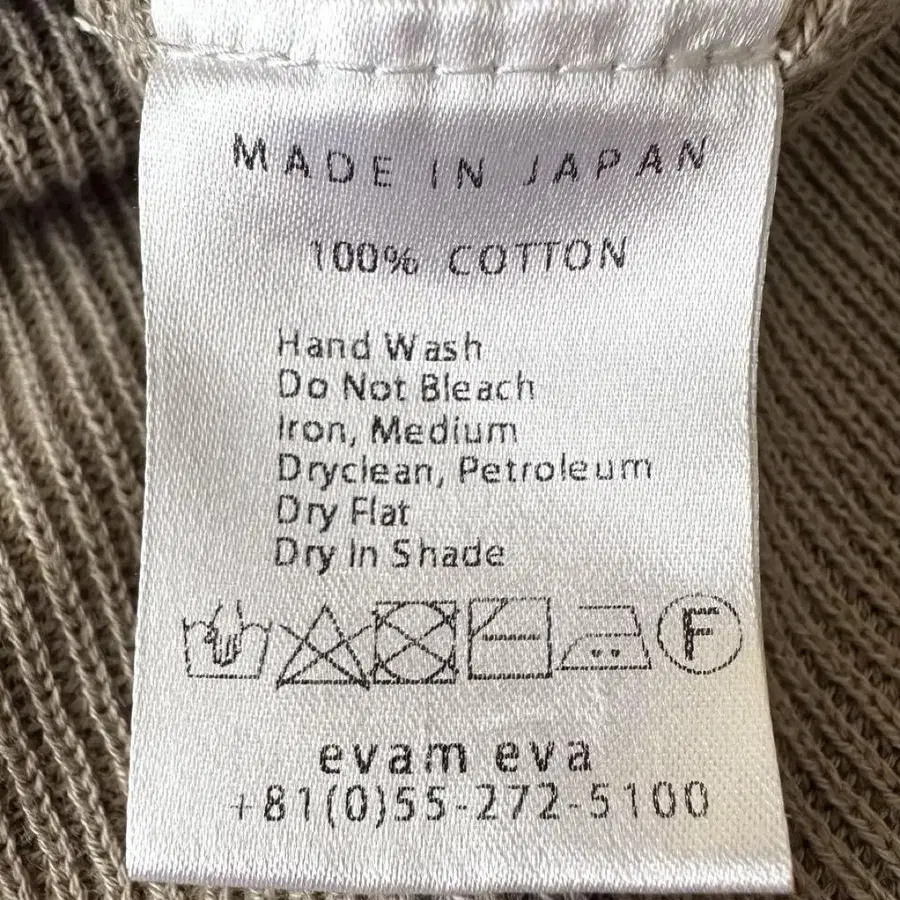 MADE IN JAPAN
100% COTTON
Hand Wash
Do Not Bleach
Iron, Medium
Dryclean, Petroleum
Dry Flat
Dry In Shade
F
evam eva
+81(0)55-272-5100